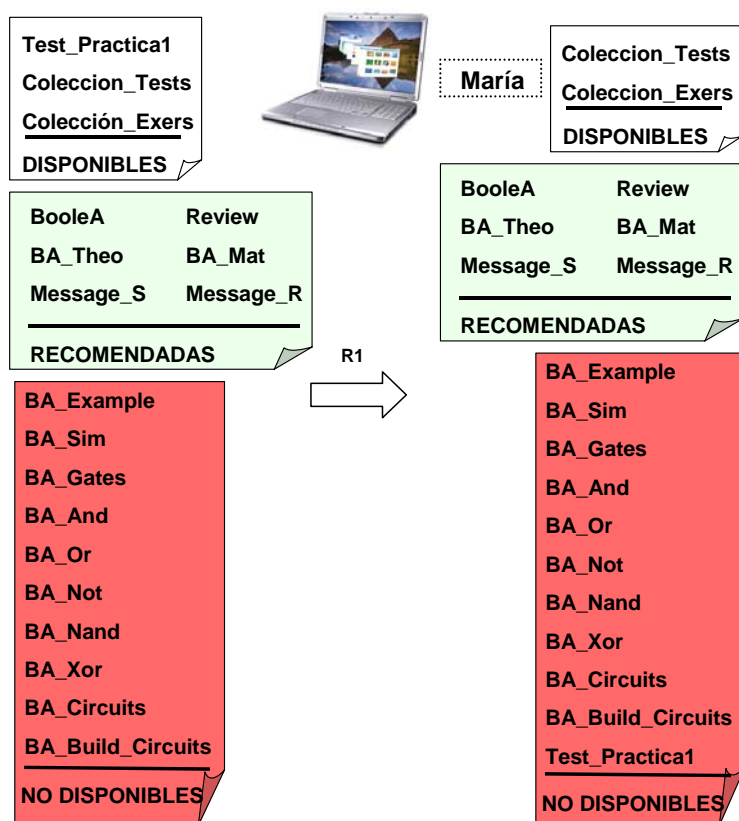 Test_Practica1
Coleccion_Tests
Colección_Exers
DISPONIBLES
María
Coleccion_Tests
Coleccion_Exers
DISPONIBLES
BooleA Review
BA_Theo BA_Mat
Message_S Message_R
RECOMENDADAS
BooleA Review
BA_Theo BA_Mat
Message_S Message_R
RECOMENDADAS
R1
BA_Example
BA_Sim
BA_Gates
BA_And
BA_Or
BA_Not
BA_Nand
BA_Xor
BA_Circuits
BA_Build_Circuits
NO DISPONIBLES
BA_Example
BA_Sim
BA_Gates
BA_And
BA_Or
BA_Not
BA_Nand
BA_Xor
BA_Circuits
BA_Build_Circuits
Test_Practica1
NO DISPONIBLES